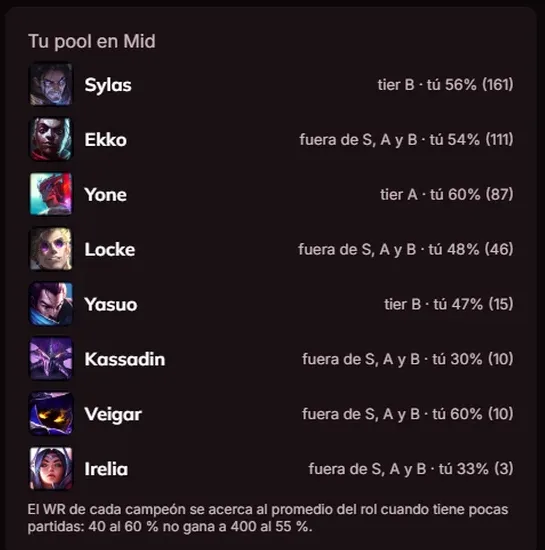 Tu pool en Mid
Sylas tier B · tú 56% (161)
Ekko fuera de S, A y B · tú 54% (111)
Yone tier A · tú 60% (87)
Locke fuera de S, A y B · tú 48% (46)
Yasuo tier B · tú 47% (15)
Kassadin fuera de S, A y B · tú 30% (10)
Veigar fuera de S, A y B · tú 60% (10)
Irelia fuera de S, A y B · tú 33% (3)
El WR de cada campeón se acerca al promedio del rol cuando tiene pocas
partidas: 40 al 60 % no gana a 400 al 55 %.